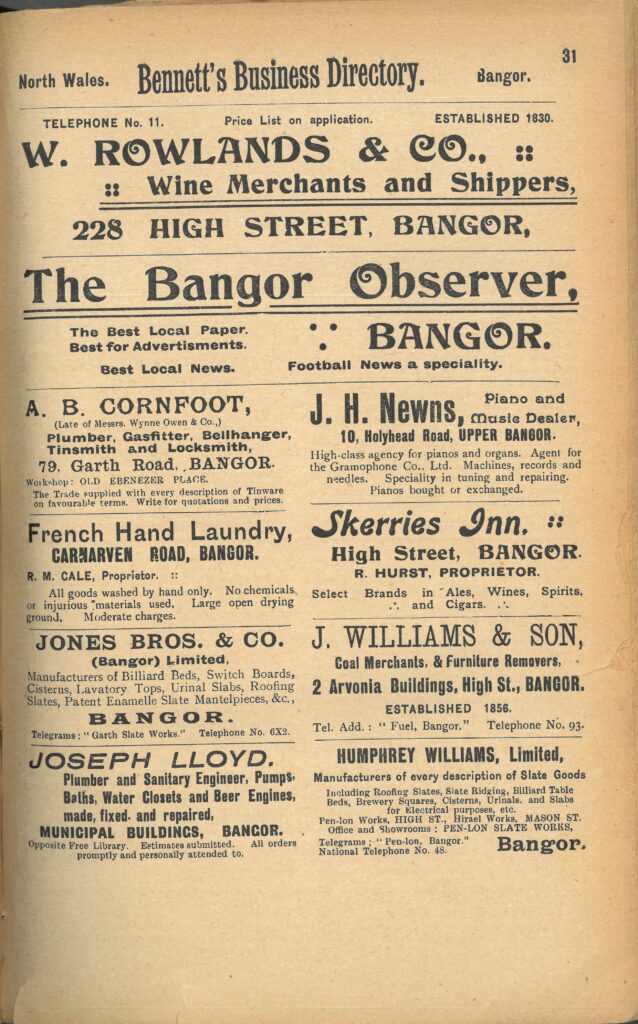 31
North Wales. Bennett's Business Directory. Bangor.
TELEPHONE No. 11. Price List on application. ESTABLISHED 1830.
W. ROWLANDS & CO., ::
:: Wine Merchants and Shippers,
228 HIGH STREET, BANGOR,
The Bangor Observer,
The Best Local Paper.
Best for Advertisments.
Best Local News.
∵ BANGOR.
Football News a speciality.
A. B. CORNFOOT,
(Late of Messrs. Wynne Owen & Co.,)
Plumber, Gasfitter, Bellhanger,
Tinsmith and Locksmith,
79, Garth Road, BANGOR.
Workshop: OLD EBENEZER PLACE.
The Trade supplied with every description of Tinware
on favourable terms. Write for quotations and prices.
J. H. Newns, Piano and
Music Dealer,
10, Holyhead Road, UPPER BANGOR.
High-class agency for pianos and organs. Agent for
the Gramophone Co.. Ltd. Machines, records and
needles. Speciality in tuning and repairing.
Pianos bought or exchanged.
French Hand Laundry,
CARNARVEN ROAD, BANGOR.
R. M. CALE, Proprietor. ::
All goods washed by hand only. No chemicals
or injurious materials used. Large open drying
ground, Moderate charges.
Skerries Inn, ::
High Street, BANGOR.
R. HURST, PROPRIETOR.
Select Brands in Ales, Wines, Spirits,
∴ and Cigars. ∴
JONES BROS. & CO.
(Bangor) Limited,
Manufacturers of Billiard Beds, Switch Boards,
Cisterns, Lavatory Tops, Urinal Slabs, Roofing
Slates, Patent Enamelle Slate Mantelpieces, &c.,
BANGOR.
Telegrams: "Garth Slate Works." Telephone No. 6X2.
J. WILLIAMS & SON,
Coal Merchants, & Furniture Removers,
2 Arvonia Buildings, High St., BANGOR.
ESTABLISHED 1856.
Tel. Add.: "Fuel, Bangor." Telephone No. 93.
JOSEPH LLOYD.
Plumber and Sanitary Engineer, Pumps,
Baths, Water Closets and Beer Engines,
made, fixed. and repaired,
MUNICIPAL BUILDINGS, BANGOR.
Opposite Free Library. Estimates submitted. All orders
promptly and personally attended to.
HUMPHREY WILLIAMS, Limited,
Manufacturers of every description of Slate Goods
Including Roofing Slates, Slate Ridging, Billiard Table
Beds, Brewery Squares, Cisterns, Urinals. and Slabs
for Electrical purposes, etc.
Pen-lon Works, HIGH ST., Hirael Works, MASON ST.
Office and Showrooms: PEN-LON SLATE WORKS,
Telegrams: "Pen-lon, Bangor."
National Telephone No. 48.
Bangor.